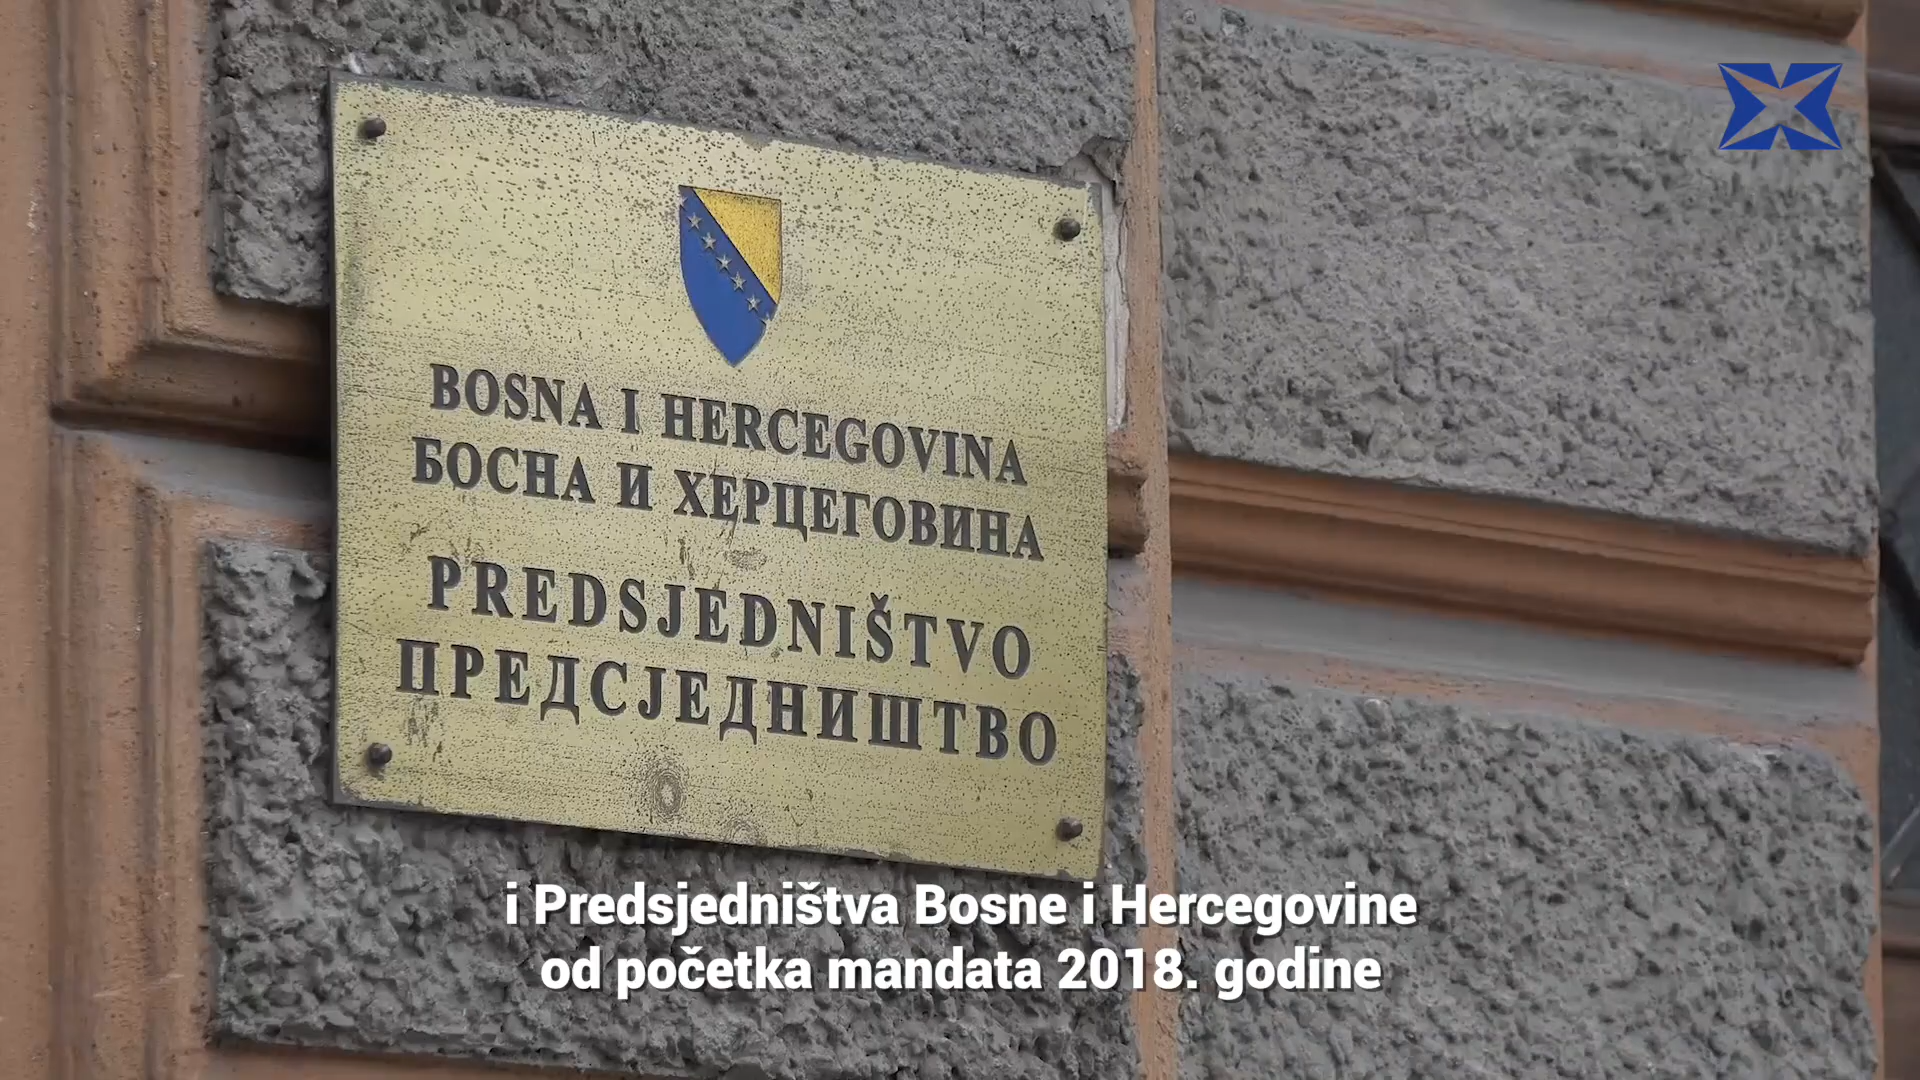 BOSNA I HERCEGOVINA
БОСНА И ХЕРЦЕГОВИНА
PREDSJEDNIŠTVO
ПРЕДСЈЕДНИШТВО
i Predsjedništva Bosne i Hercegovine
od početka mandata 2018. godine